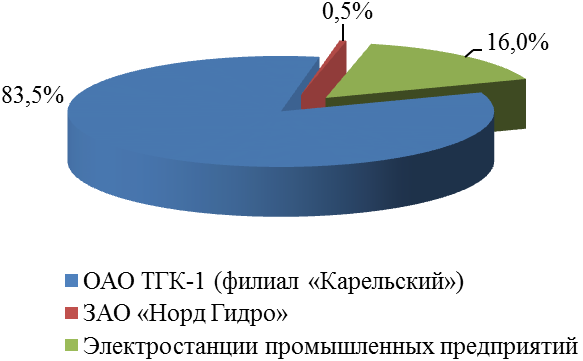 0,5%
16,0%
83,5%
ОАО ТГК-1 (филиал «Карельский»)
ЗАО «Норд Гидро»
Электростанции промышленных предприятий